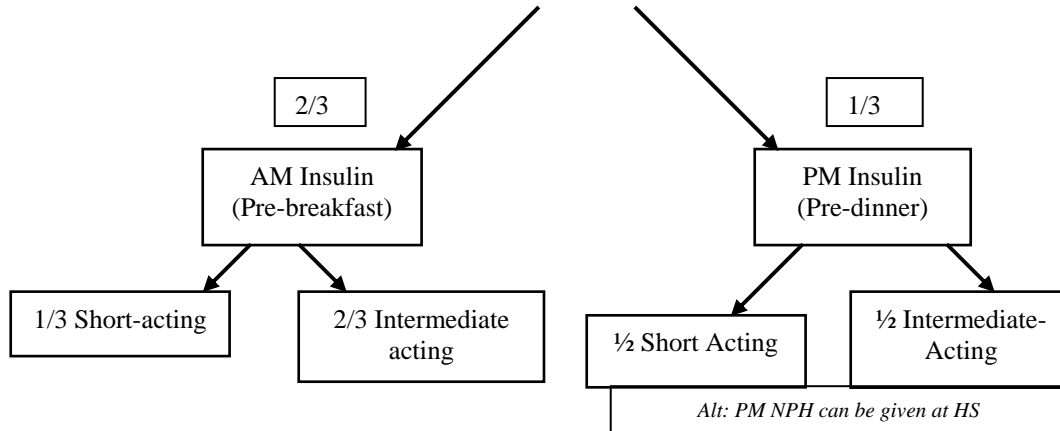 2/3
1/3
AM Insulin
(Pre-breakfast)
PM Insulin
(Pre-dinner)
1/3 Short-acting
2/3 Intermediate
acting
½ Short Acting
½ Intermediate-
Acting
Alt: PM NPH can be given at HS